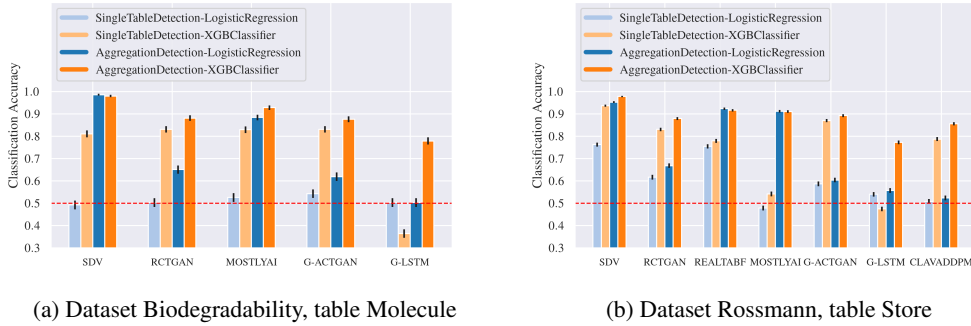 SingleTableDetection-LogisticRegression
SingleTableDetection-XGBClassifier
AggregationDetection-LogisticRegression
AggregationDetection-XGBClassifier
Classification Accuracy
1.0
0.9
0.8
0.7
0.6
0.5
0.4
0.3
SDV RCTGAN MOSTLYAI G-ACTGAN G-LSTM
(a) Dataset Biodegradability, table Molecule
SingleTableDetection-LogisticRegression
SingleTableDetection-XGBClassifier
AggregationDetection-LogisticRegression
AggregationDetection-XGBClassifier
Classification Accuracy
1.0
0.9
0.8
0.7
0.6
0.5
0.4
0.3
SDV RCTGAN REALTABF MOSTLYAI G-ACTGAN G-LSTM CLAVADDPM
(b) Dataset Rossmann, table Store